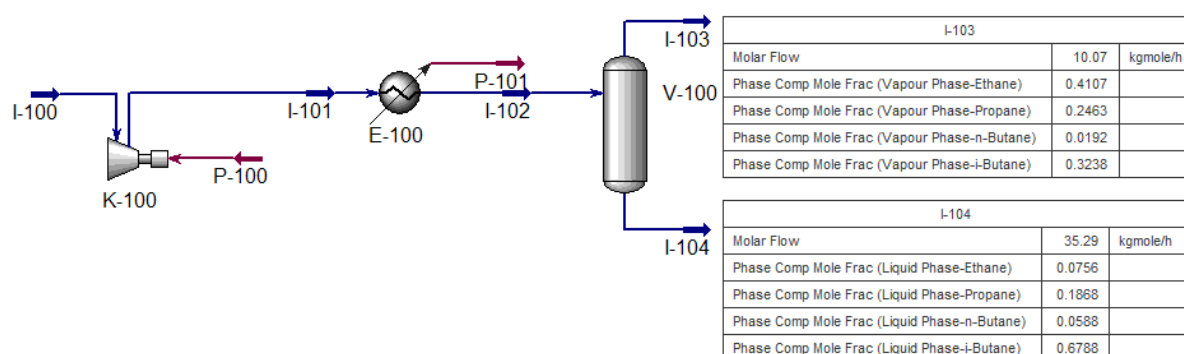 I-100
K-100
P-100
I-101
E-100
P-101
I-102
V-100
I-103
I-104
I-103
Molar Flow 10.07 kgmole/h
Phase Comp Mole Frac (Vapour Phase-Ethane) 0.4107
Phase Comp Mole Frac (Vapour Phase-Propane) 0.2463
Phase Comp Mole Frac (Vapour Phase-n-Butane) 0.0192
Phase Comp Mole Frac (Vapour Phase-i-Butane) 0.3238
I-104
Molar Flow 35.29 kgmole/h
Phase Comp Mole Frac (Liquid Phase-Ethane) 0.0756
Phase Comp Mole Frac (Liquid Phase-Propane) 0.1868
Phase Comp Mole Frac (Liquid Phase-n-Butane) 0.0588
Phase Comp Mole Frac (Liquid Phase-i-Butane) 0.6788